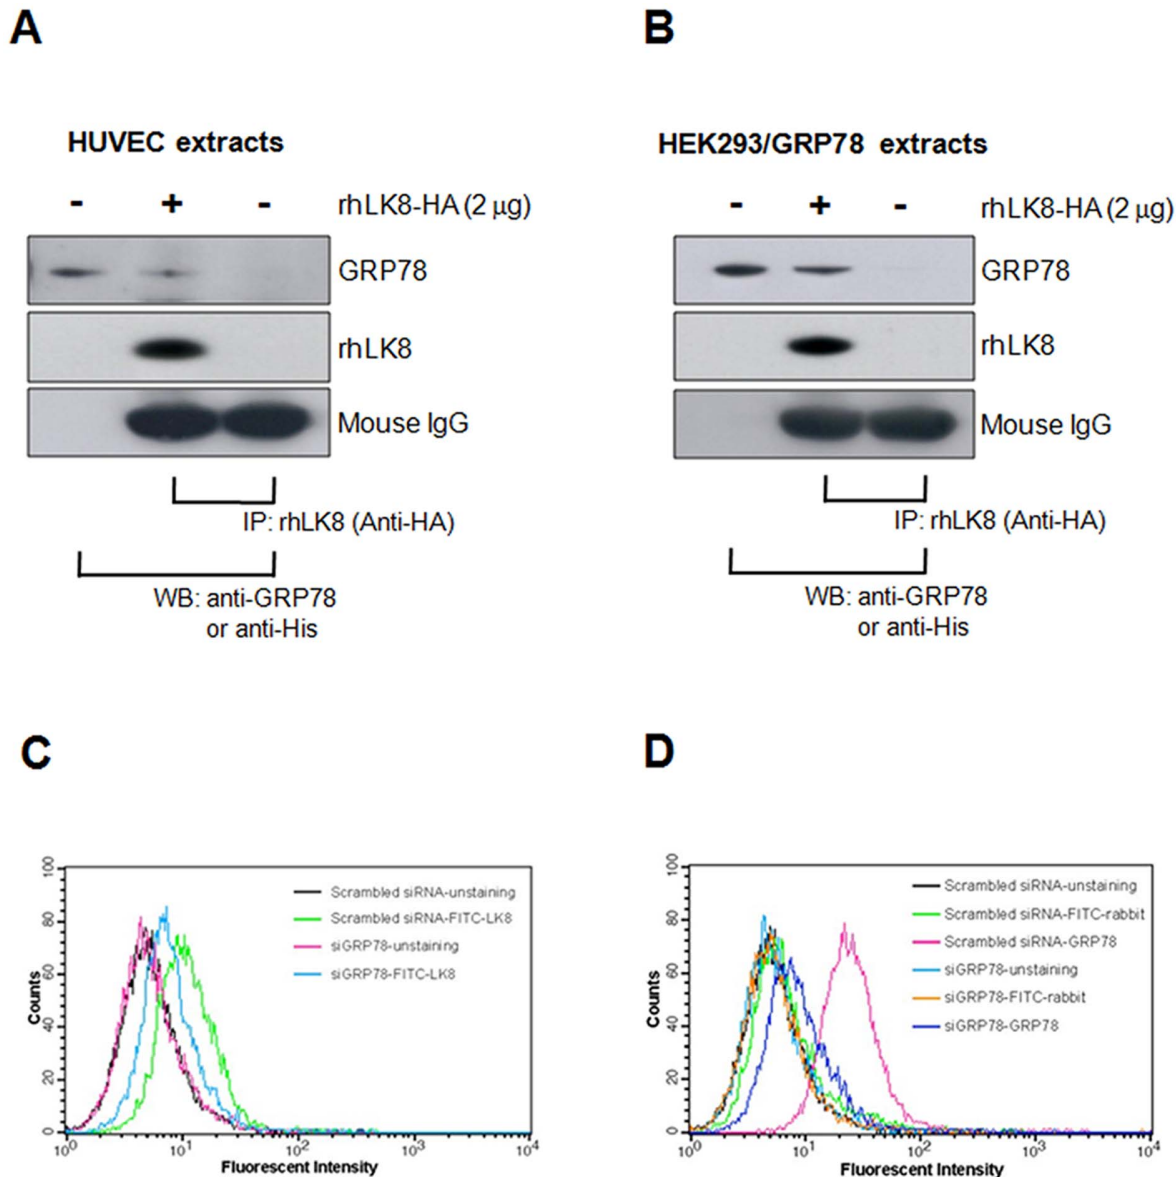 A
HUVEC extracts
- + - rhLK8-HA (2 µg)
GRP78
rhLK8
Mouse IgG
IP: rhLK8 (Anti-HA)
WB: anti-GRP78
or anti-His
B
HEK293/GRP78 extracts
- + - rhLK8-HA (2 µg)
GRP78
rhLK8
Mouse IgG
IP: rhLK8 (Anti-HA)
WB: anti-GRP78
or anti-His
C
Counts
100
80
60
40
20
0
Scrambled siRNA-unstaining
Scrambled siRNA-FITC-LK8
siGRP78-unstaining
siGRP78-FITC-LK8
10⁰ 10¹ 10² 10³ 10⁴
Fluorescent Intensity
D
Counts
100
80
60
40
20
0
Scrambled siRNA-unstaining
Scrambled siRNA-FITC-rabbit
Scrambled siRNA-GRP78
siGRP78-unstaining
siGRP78-FITC-rabbit
siGRP78-GRP78
10⁰ 10¹ 10² 10³ 10⁴
Fluorescent Intensity